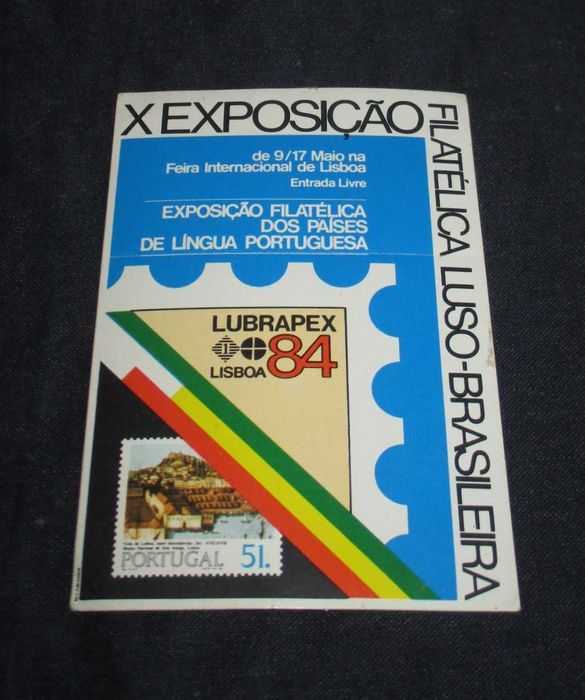 X EXPOSIÇÃO
FILATÉLICA LUSO-BRASILEIRA
de 9/17 Maio na
Feira Internacional de Lisboa
Entrada Livre
EXPOSIÇÃO FILATÉLICA
DOS PAÍSES
DE LÍNGUA PORTUGUESA
LUBRAPEX
LISBOA 84
PORTUGAL 51.